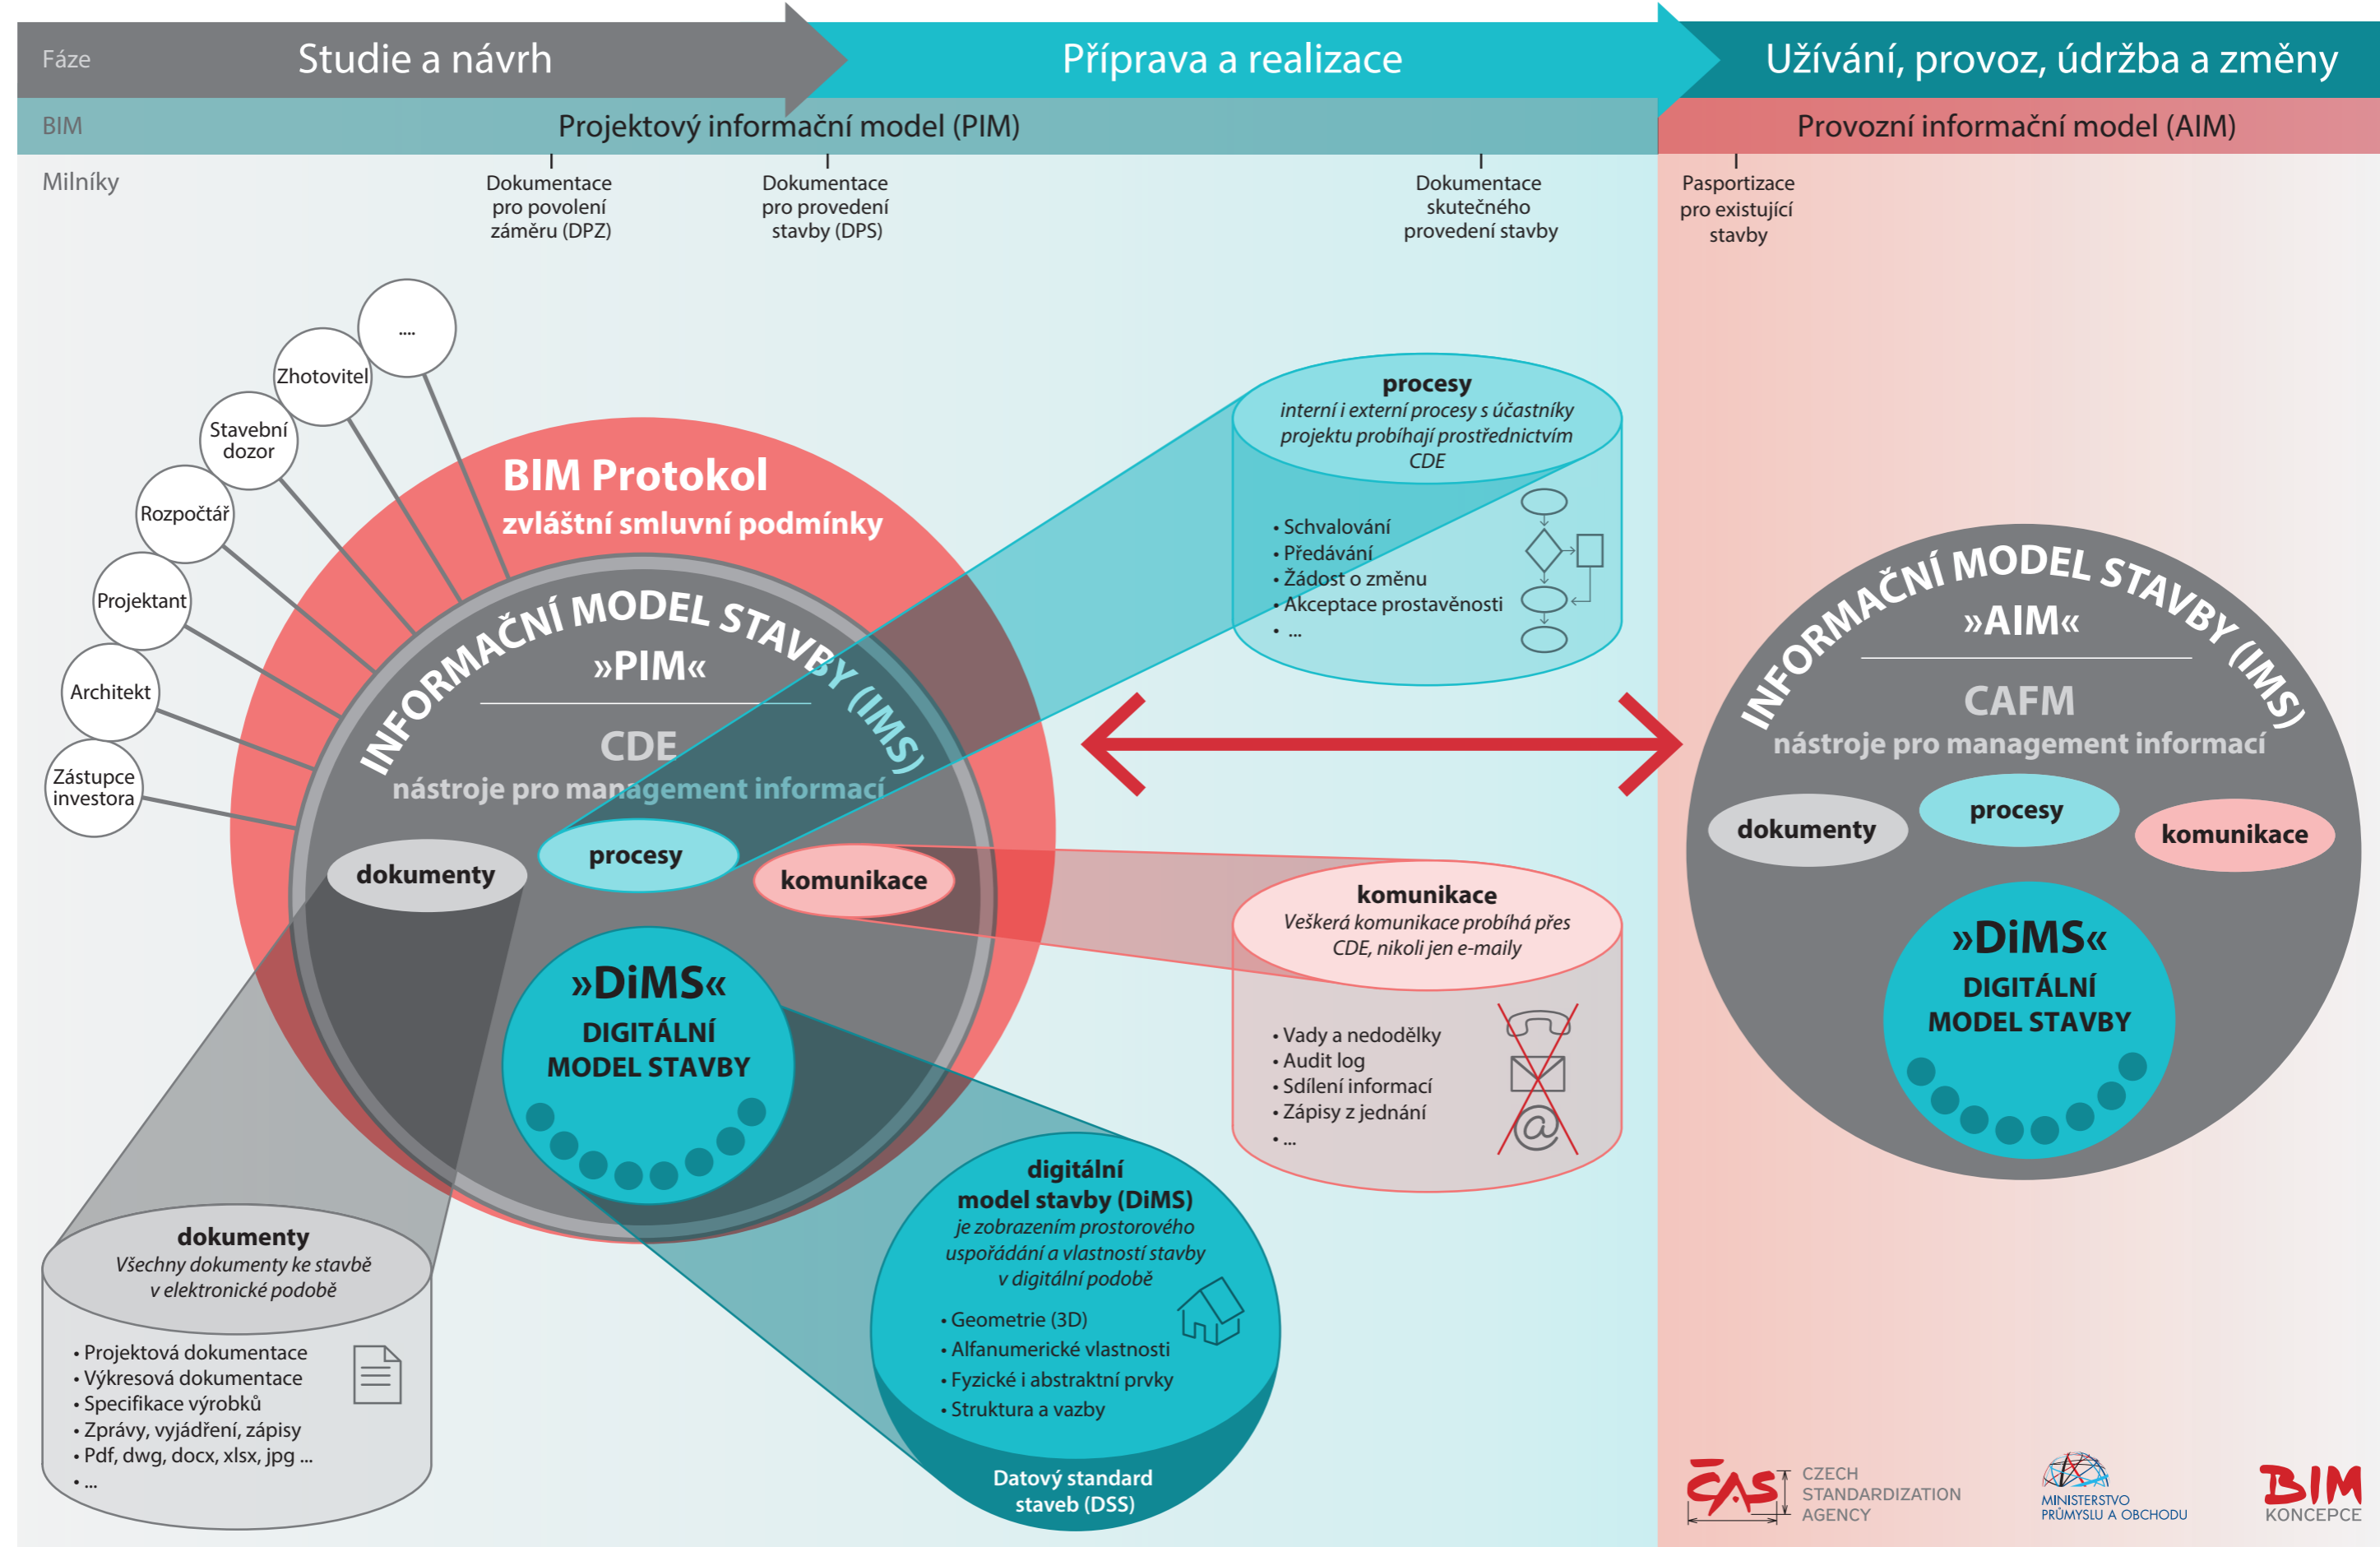 Fáze
Studie a návrh
Příprava a realizace
Užívání, provoz, údržba a změny
BIM
Projektový informační model (PIM)
Provozní informační model (AIM)
Milníky
Dokumentace
pro povolení
záměru (DPZ)
Dokumentace
pro provedení
stavby (DPS)
Dokumentace
skutečného
provedení stavby
Pasportizace
pro existující
stavby
....
Zhotovitel
Stavební
dozor
Rozpočtář
Projektant
Architekt
Zástupce
investora
BIM Protokol
zvláštní smluvní podmínky
INFORMAČNÍ MODEL STAVBY (IMS)
»PIM«
CDE
nástroje pro management informací
dokumenty
procesy
komunikace
»DiMS«
DIGITÁLNÍ
MODEL STAVBY
procesy
interní i externí procesy s účastníky
projektu probíhají prostřednictvím
CDE
• Schvalování
• Předávání
• Žádost o změnu
• Akceptace prostavěnosti
• ...
komunikace
Veškerá komunikace probíhá přes
CDE, nikoli jen e-maily
• Vady a nedodělky
• Audit log
• Sdílení informací
• Zápisy z jednání
• ...
@
dokumenty
Všechny dokumenty ke stavbě
v elektronické podobě
• Projektová dokumentace
• Výkresová dokumentace
• Specifikace výrobků
• Zprávy, vyjádření, zápisy
• Pdf, dwg, docx, xlsx, jpg ...
• ...
digitální
model stavby (DiMS)
je zobrazením prostorového
uspořádání a vlastností stavby
v digitální podobě
• Geometrie (3D)
• Alfanumerické vlastnosti
• Fyzické i abstraktní prvky
• Struktura a vazby
Datový standard
staveb (DSS)
INFORMAČNÍ MODEL STAVBY (IMS)
»AIM«
CAFM
nástroje pro management informací
dokumenty
procesy
komunikace
»DiMS«
DIGITÁLNÍ
MODEL STAVBY
ČAS
CZECH
STANDARDIZATION
AGENCY
MINISTERSTVO
PRŮMYSLU A OBCHODU
BIM
KONCEPCE